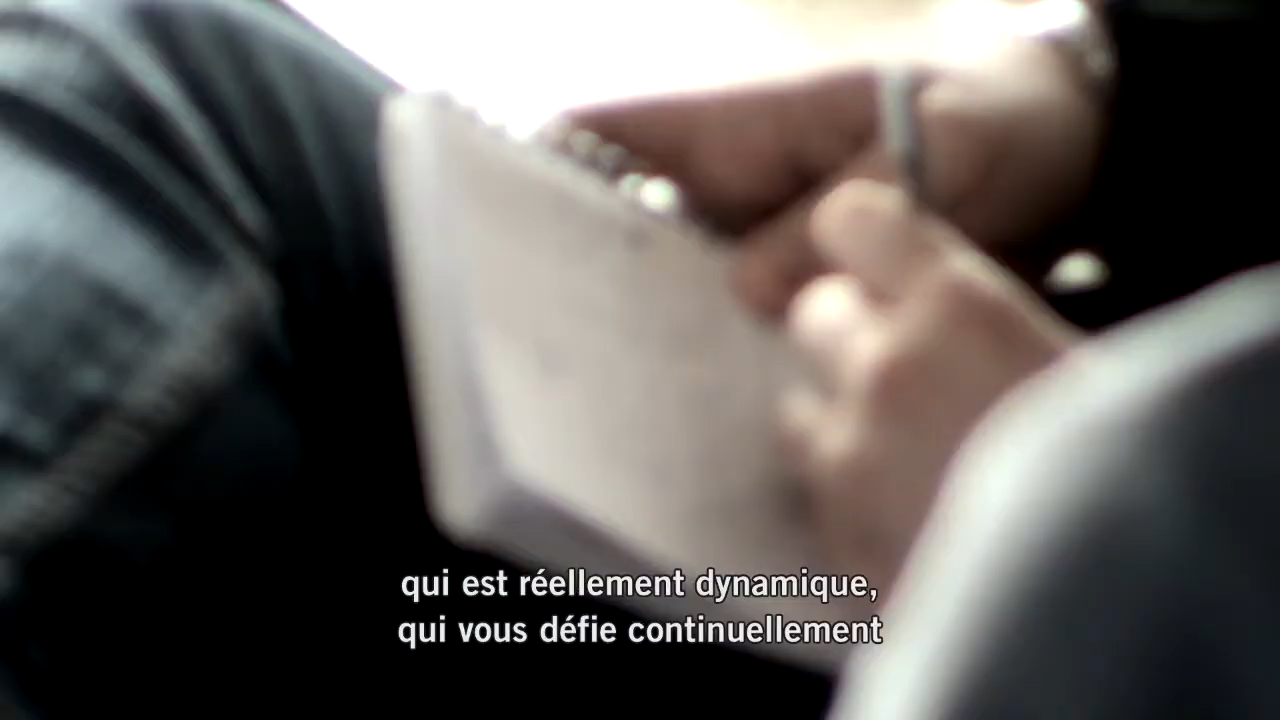 qui est réellement dynamique,
qui vous défie continuellement